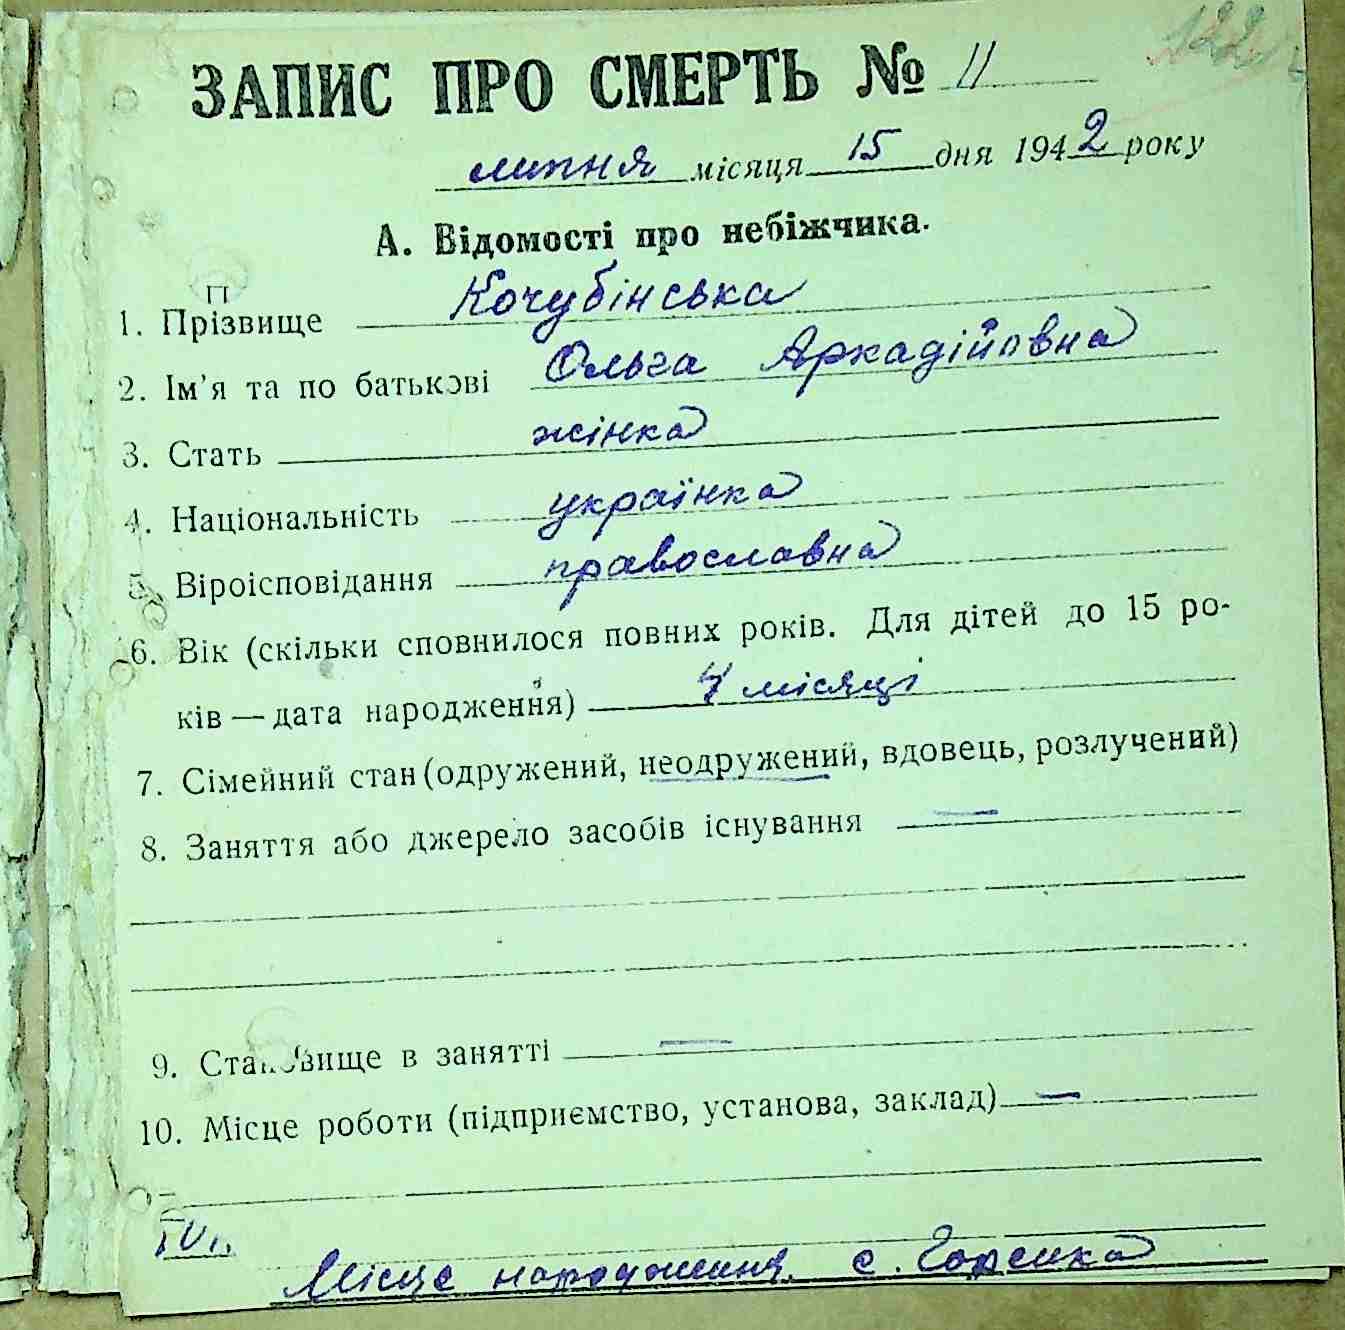 122
ЗАПИС ПРО СМЕРТЬ № 11
липня місяця 15 дня 1942 року
А. Відомості про небіжчика.
П
1. Прізвище Кочубінська
2. Ім'я та по батькові Ольга Аркадіївна
3. Стать жінка
4. Національність українка
5. Віроісповідання православна
6. Вік (скільки сповнилося повних років. Для дітей до 15 ро-
ків — дата народження) 4 місяці
7. Сімейний стан (одружений, неодружений, вдовець, розлучений)
8. Заняття або джерело засобів існування —
9. Становище в занятті —
10. Місце роботи (підприємство, установа, заклад) —
Місце народження с. Горенка